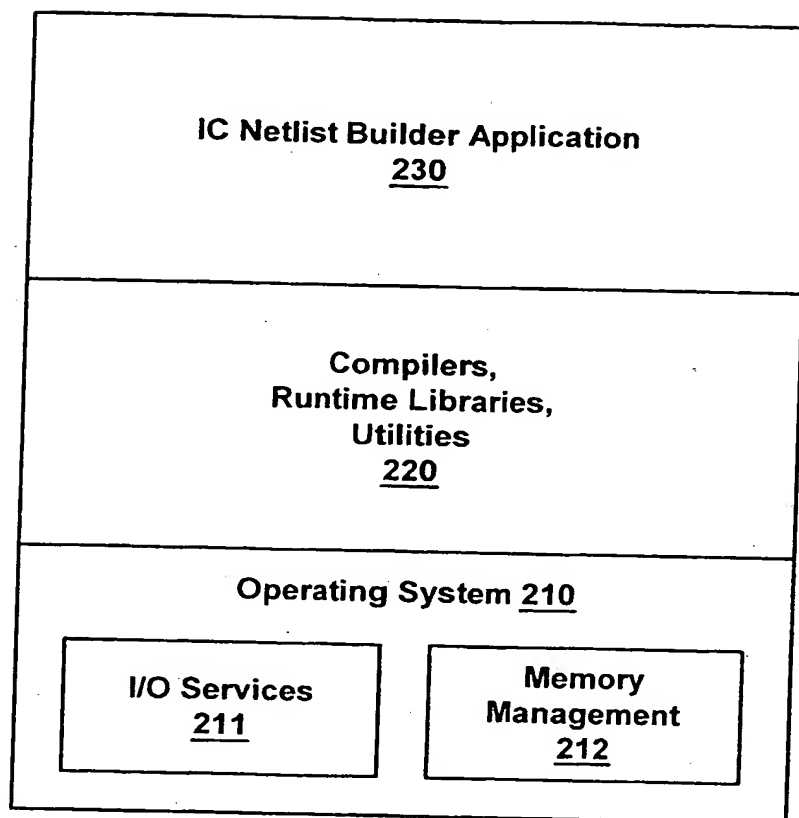 IC Netlist Builder Application
230
Compilers,
Runtime Libraries,
Utilities
220
Operating System 210
I/O Services
211
Memory
Management
212